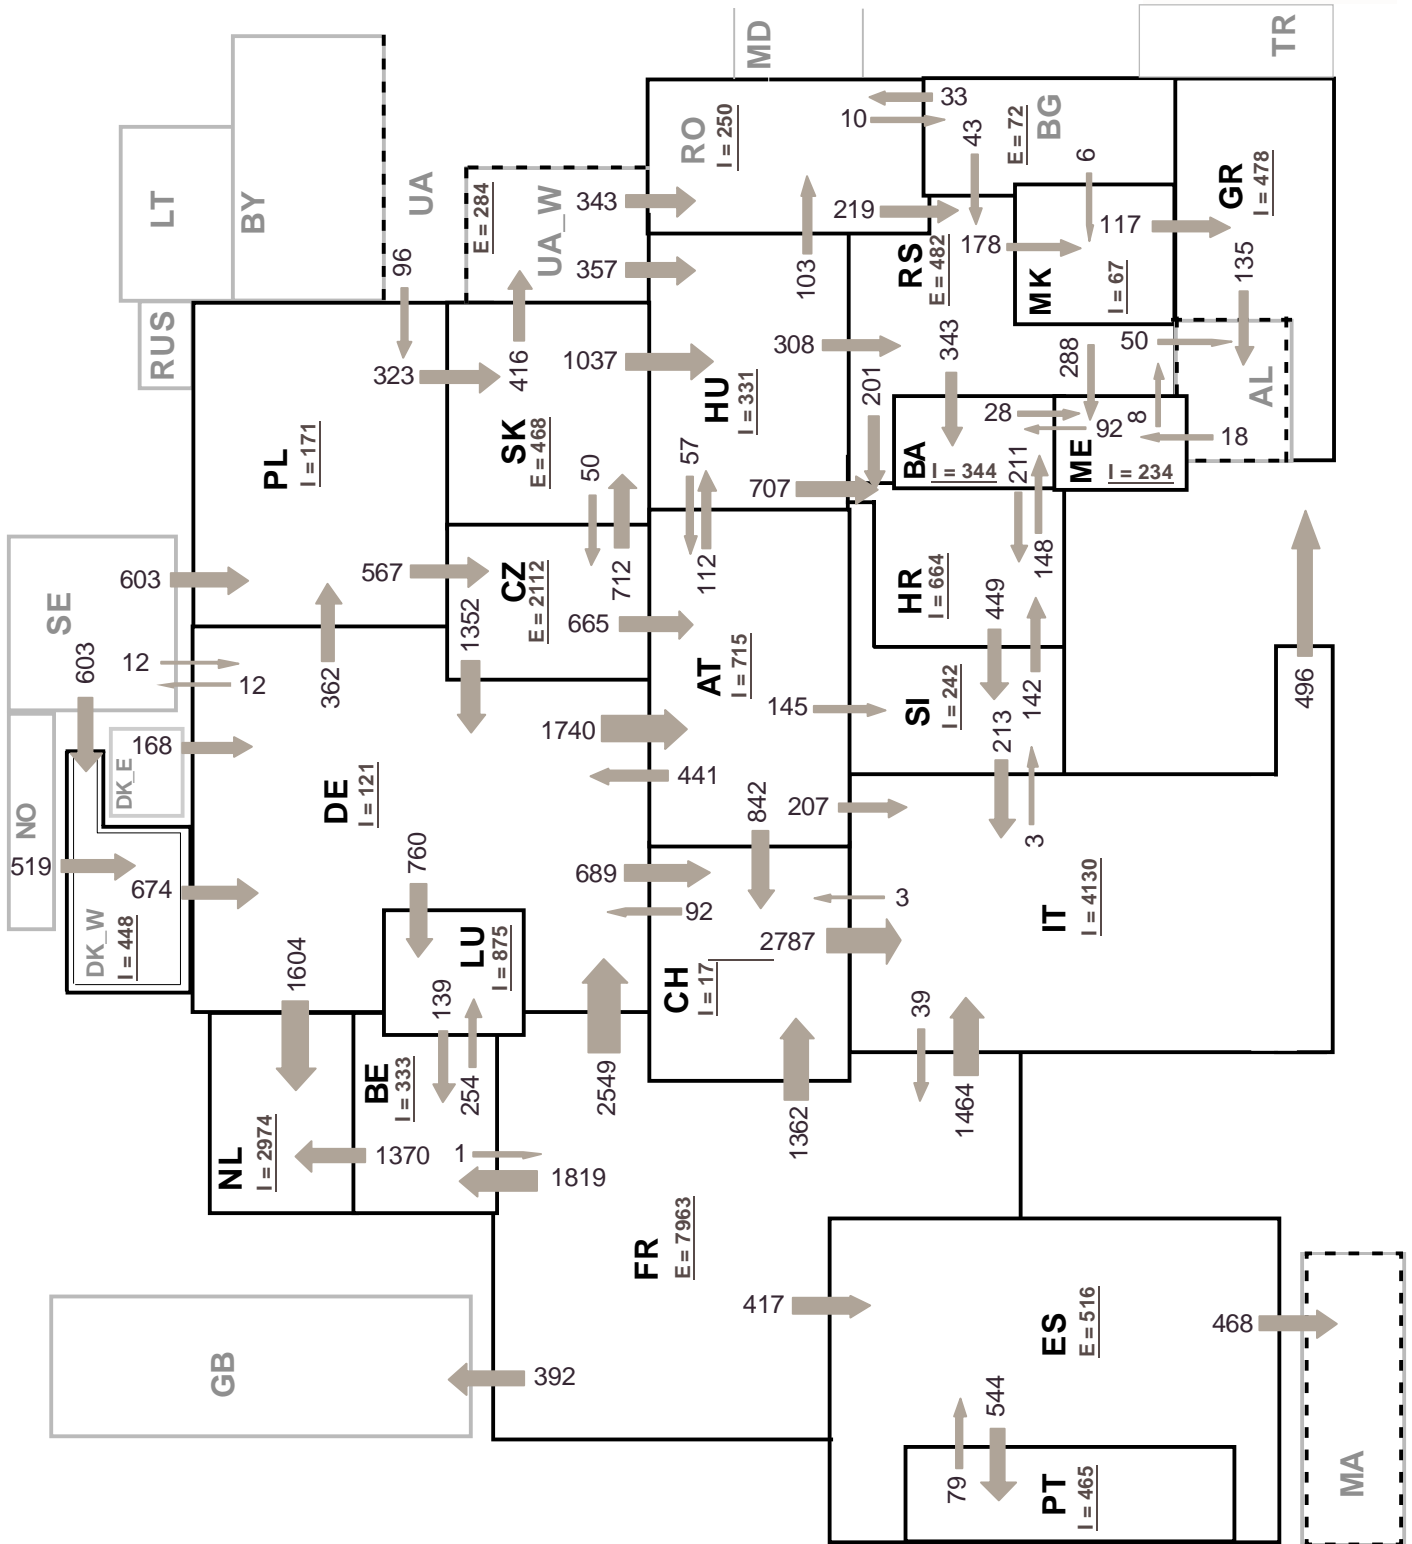 MD
TR
RO
I = 250
33
10
43
E = 72
BG
6
GR
I = 478
LT
BY
UA
E = 284
UA_W
343
219
178
117
135
RS
E = 482
MK
I = 67
96
357
103
RUS
323
416
1037
308
343
288
50
AL
HU
I = 331
201
28
92
8
18
BA
I = 344
211
ME
I = 234
PL
I = 171
SK
E = 468
50
57
707
712
112
148
HR
I = 664
449
SE
603
567
CZ
E = 2112
1352
665
603
12
12
362
AT
I = 715
145
SI
I = 242
142
213
496
168
DK_E
1740
441
DE
I = 121
842
207
3
NO
519
674
760
689
92
3
DK_W
I = 448
1604
LU
I = 875
139
CH
I = 17
2787
IT
I = 4130
39
BE
I = 333
254
2549
1362
1464
NL
I = 2974
1370
1
1819
FR
E = 7963
417
ES
E = 516
468
GB
392
544
79
PT
I = 465
MA